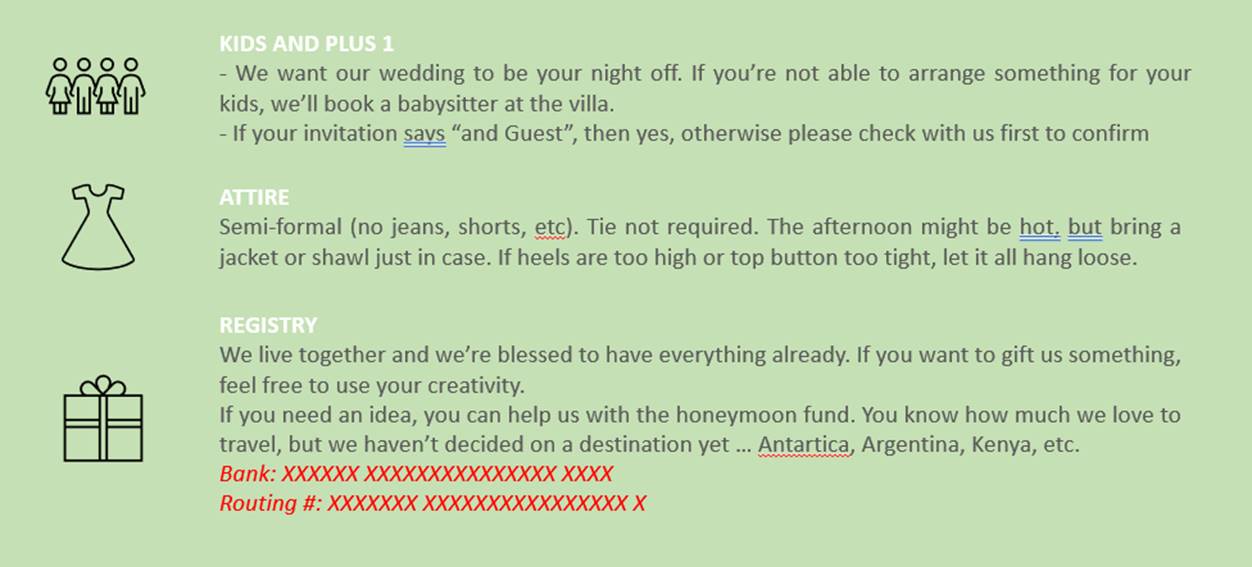 KIDS AND PLUS 1
- We want our wedding to be your night off. If you’re not able to arrange something for your
kids, we’ll book a babysitter at the villa.
- If your invitation says “and Guest”, then yes, otherwise please check with us first to confirm
ATTIRE
Semi-formal (no jeans, shorts, etc). Tie not required. The afternoon might be hot, but bring a
jacket or shawl just in case. If heels are too high or top button too tight, let it all hang loose.
REGISTRY
We live together and we’re blessed to have everything already. If you want to gift us something,
feel free to use your creativity.
If you need an idea, you can help us with the honeymoon fund. You know how much we love to
travel, but we haven’t decided on a destination yet … Antartica, Argentina, Kenya, etc.
Bank: XXXXXX XXXXXXXXXXXXXXX XXXX
Routing #: XXXXXXX XXXXXXXXXXXXXXXX X